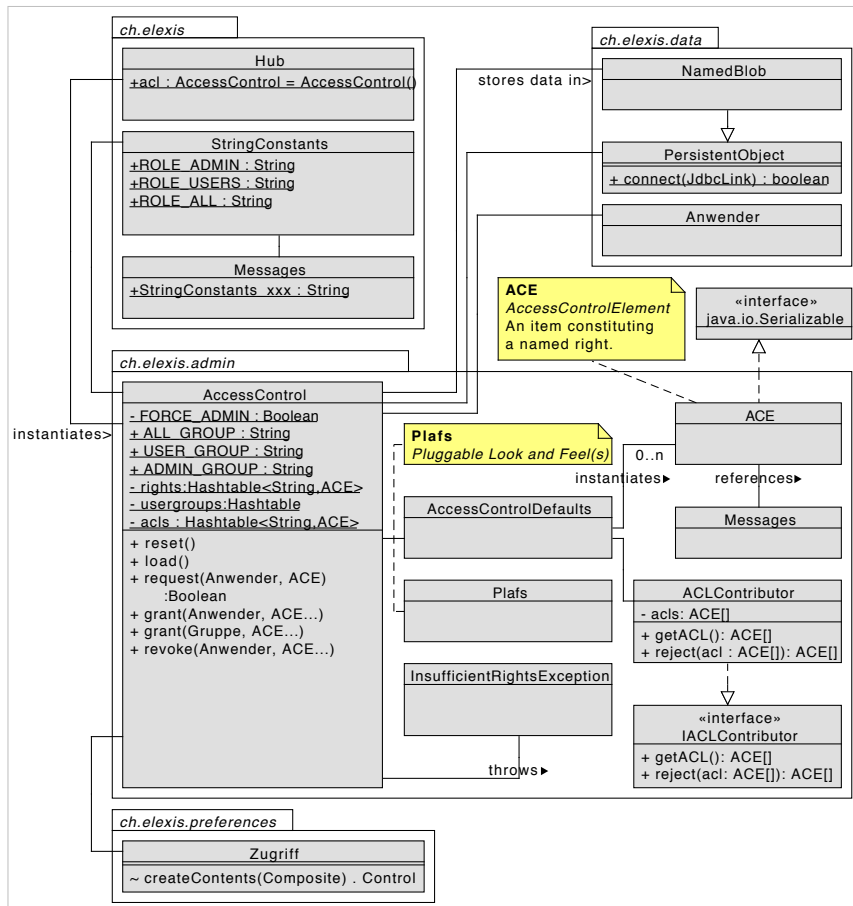 ch.elexis
Hub
+acl : AccessControl = AccessControl()
StringConstants
+ROLE_ADMIN : String
+ROLE_USERS : String
+ROLE_ALL : String
Messages
+StringConstants_xxx : String
ch.elexis.data
NamedBlob
stores data in>
PersistentObject
+ connect(JdbcLink) : boolean
Anwender
ACE
AccessControlElement
An item constituting
a named right.
«interface»
java.io.Serializable
ch.elexis.admin
AccessControl
- FORCE_ADMIN : Boolean
+ ALL_GROUP : String
+ USER_GROUP : String
+ ADMIN_GROUP : String
- rights:Hashtable<String,ACE>
- usergroups:Hashtable
- acls : Hashtable<String,ACE>
+ reset()
+ load()
+ request(Anwender, ACE)
:Boolean
+ grant(Anwender, ACE...)
+ grant(Gruppe, ACE...)
+ revoke(Anwender, ACE...)
instantiates>
Plafs
Pluggable Look and Feel(s)
ACE
0..n
instantiates▸
references▸
AccessControlDefaults
Messages
Plafs
ACLContributor
- acls: ACE[]
+ getACL(): ACE[]
+ reject(acl : ACE[]): ACE[]
InsufficientRightsException
throws▸
«interface»
IACLContributor
+ getACL(): ACE[]
+ reject(acl: ACE[]): ACE[]
ch.elexis.preferences
Zugriff
~ createContents(Composite) . Control